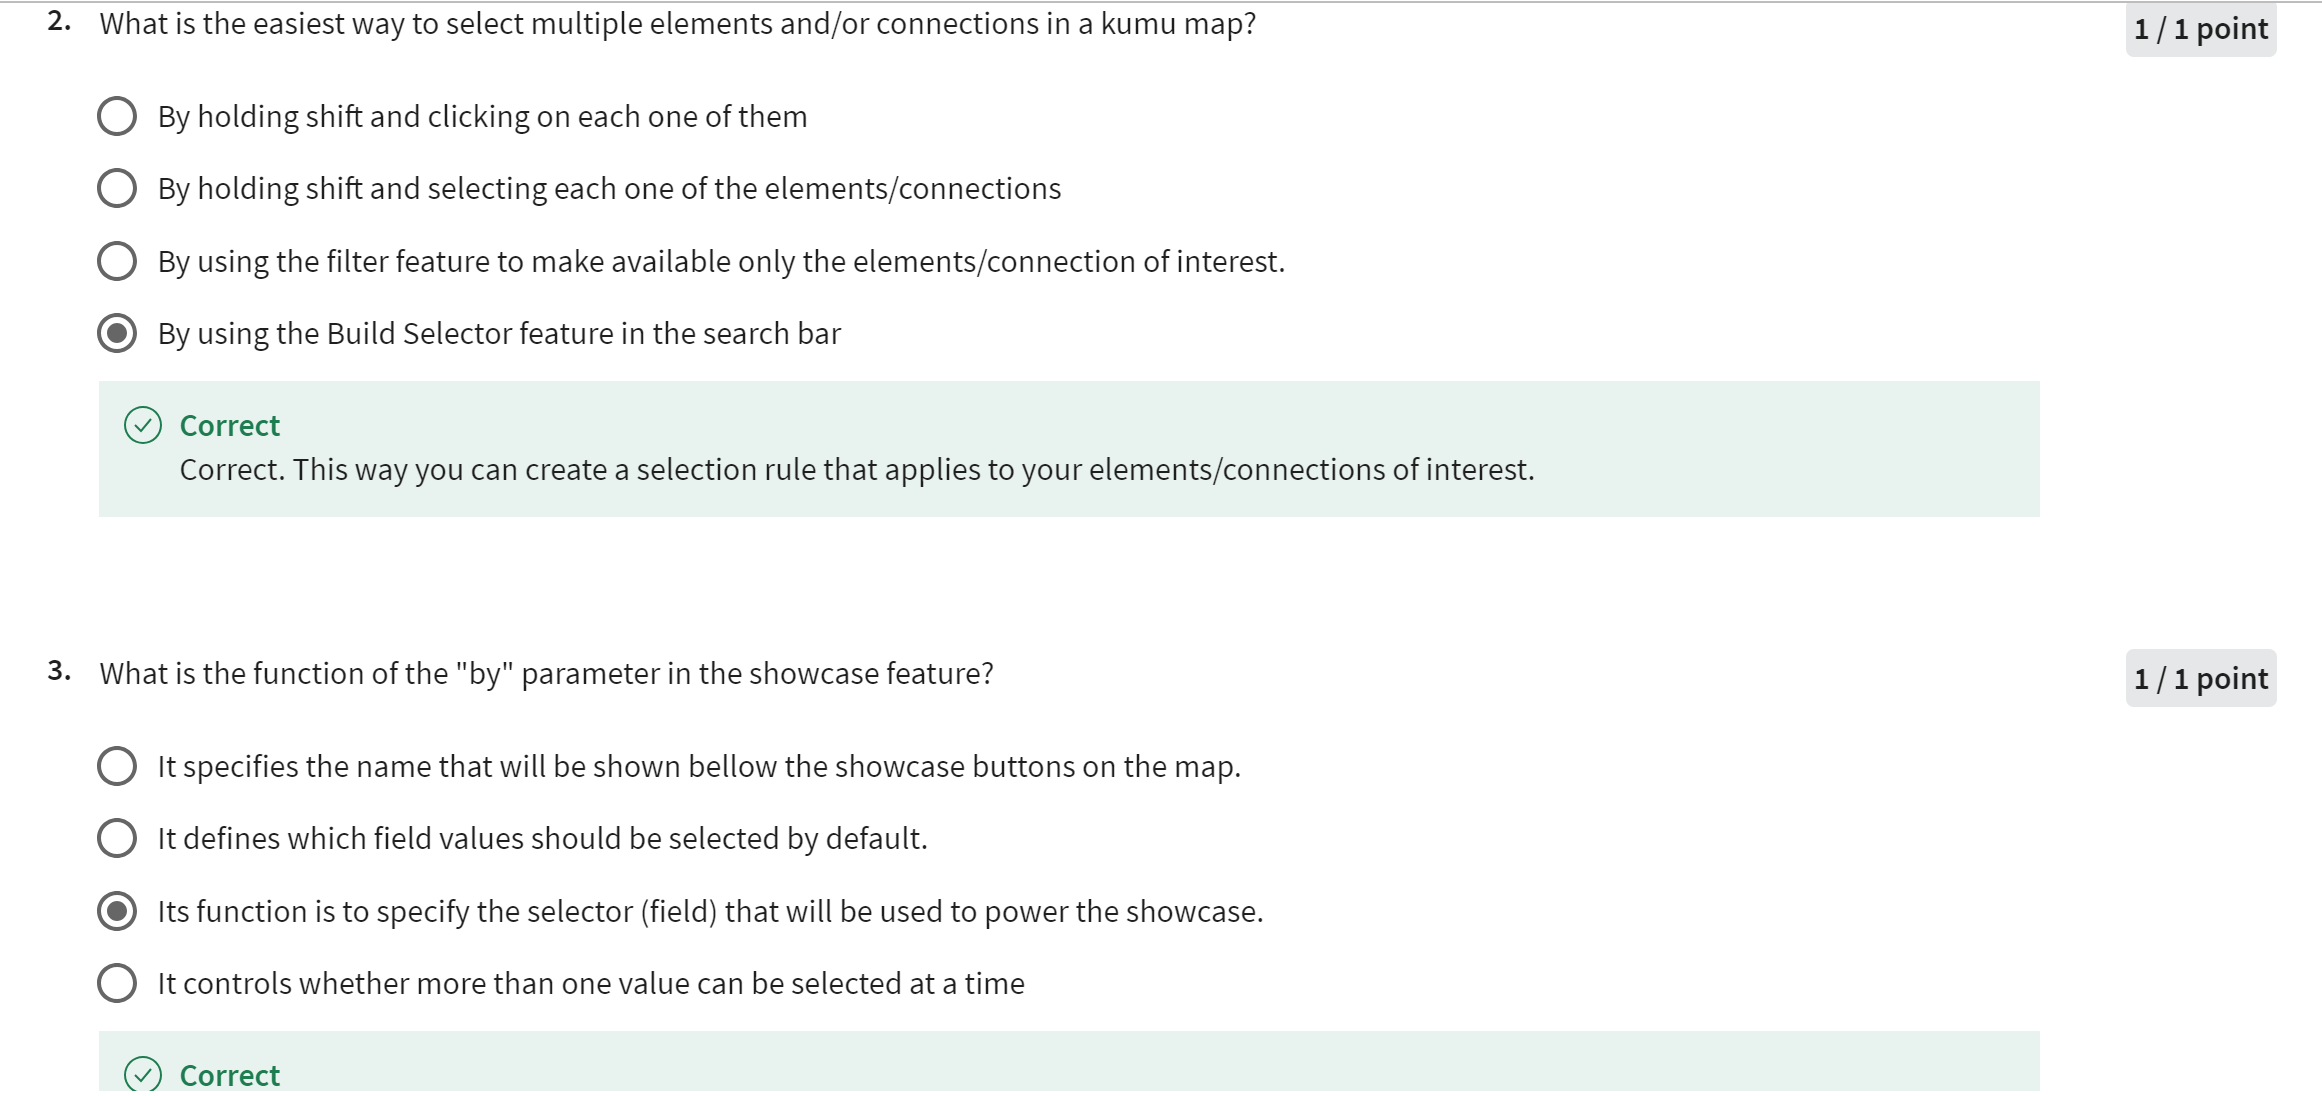 2. What is the easiest way to select multiple elements and/or connections in a kumu map?
1 / 1 point
By holding shift and clicking on each one of them
By holding shift and selecting each one of the elements/connections
By using the filter feature to make available only the elements/connection of interest.
By using the Build Selector feature in the search bar
Correct
Correct. This way you can create a selection rule that applies to your elements/connections of interest.
3. What is the function of the "by" parameter in the showcase feature?
1 / 1 point
It specifies the name that will be shown bellow the showcase buttons on the map.
It defines which field values should be selected by default.
Its function is to specify the selector (field) that will be used to power the showcase.
It controls whether more than one value can be selected at a time
Correct